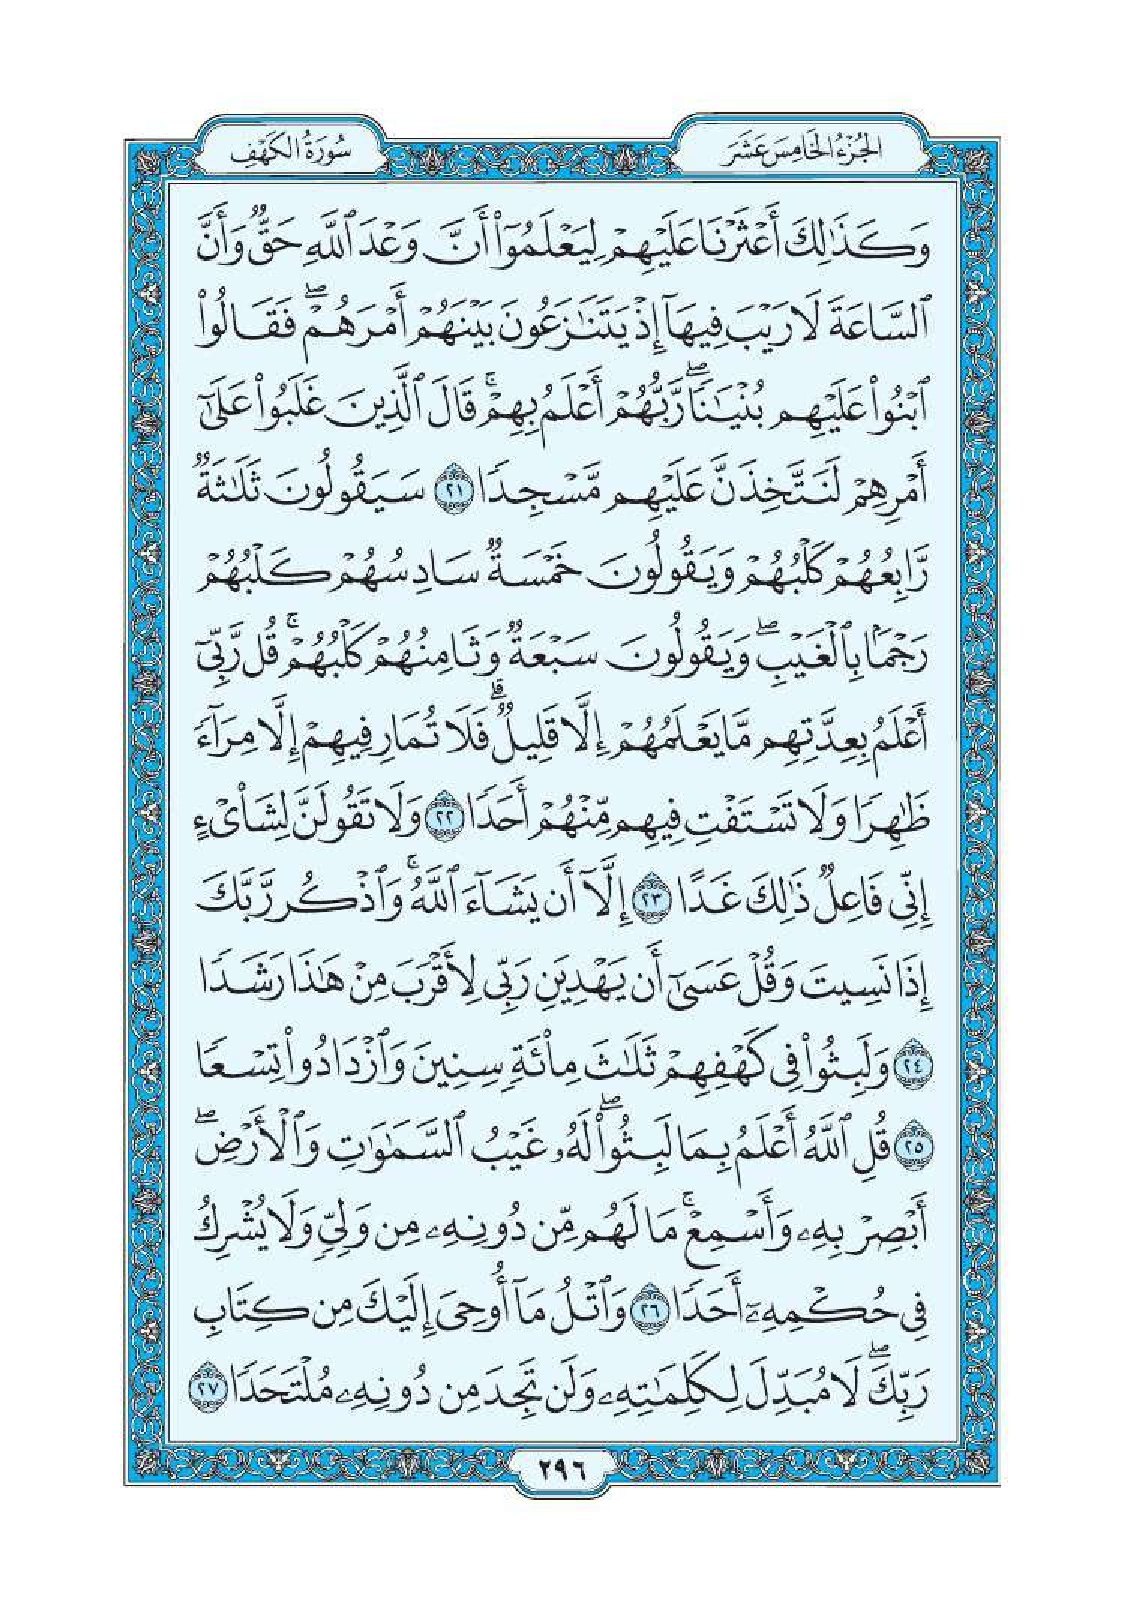 الجُزْءُ الخَامِسَ عَشَرَ
سُورَةُ الكَهْفِ
وَكَذَٰلِكَ أَعْثَرْنَا عَلَيْهِمْ لِيَعْلَمُوٓا۟ أَنَّ وَعْدَ ٱللَّهِ حَقٌّ وَأَنَّ
ٱلسَّاعَةَ لَا رَيْبَ فِيهَآ إِذْ يَتَنَٰزَعُونَ بَيْنَهُمْ أَمْرَهُمْ ۖ فَقَالُوا۟
ٱبْنُوا۟ عَلَيْهِم بُنْيَٰنًا ۖ رَّبُّهُمْ أَعْلَمُ بِهِمْ ۚ قَالَ ٱلَّذِينَ غَلَبُوا۟ عَلَىٰٓ
أَمْرِهِمْ لَنَتَّخِذَنَّ عَلَيْهِم مَّسْجِدًا ٢١ سَيَقُولُونَ ثَلَٰثَةٌ
رَّابِعُهُمْ كَلْبُهُمْ وَيَقُولُونَ خَمْسَةٌ سَادِسُهُمْ كَلْبُهُمْ
رَجْمًۢا بِٱلْغَيْبِ ۖ وَيَقُولُونَ سَبْعَةٌ وَثَامِنُهُمْ كَلْبُهُمْ ۚ قُل رَّبِّىٓ
أَعْلَمُ بِعِدَّتِهِم مَّا يَعْلَمُهُمْ إِلَّا قَلِيلٌ ۗ فَلَا تُمَارِ فِيهِمْ إِلَّا مِرَآءً
ظَٰهِرًا وَلَا تَسْتَفْتِ فِيهِم مِّنْهُمْ أَحَدًا ٢٢ وَلَا تَقُولَنَّ لِشَا۟ىْءٍ
إِنِّى فَاعِلٌ ذَٰلِكَ غَدًا ٢٣ إِلَّآ أَن يَشَآءَ ٱللَّهُ ۚ وَٱذْكُر رَّبَّكَ
إِذَا نَسِيتَ وَقُلْ عَسَىٰٓ أَن يَهْدِيَنِ رَبِّى لِأَقْرَبَ مِنْ هَٰذَا رَشَدًا
٢٤ وَلَبِثُوا۟ فِى كَهْفِهِمْ ثَلَٰثَ مِا۟ئَةٍ سِنِينَ وَٱزْدَادُوا۟ تِسْعًا
٢٥ قُلِ ٱللَّهُ أَعْلَمُ بِمَا لَبِثُوا۟ ۖ لَهُۥ غَيْبُ ٱلسَّمَٰوَٰتِ وَٱلْأَرْضِ ۖ
أَبْصِرْ بِهِۦ وَأَسْمِعْ ۚ مَا لَهُم مِّن دُونِهِۦ مِن وَلِىٍّ وَلَا يُشْرِكُ
فِى حُكْمِهِۦٓ أَحَدًا ٢٦ وَٱتْلُ مَآ أُوحِىَ إِلَيْكَ مِن كِتَابِ
رَبِّكَ ۖ لَا مُبَدِّلَ لِكَلِمَٰتِهِۦ وَلَن تَجِدَ مِن دُونِهِۦ مُلْتَحَدًا ٢٧
٢٩٦